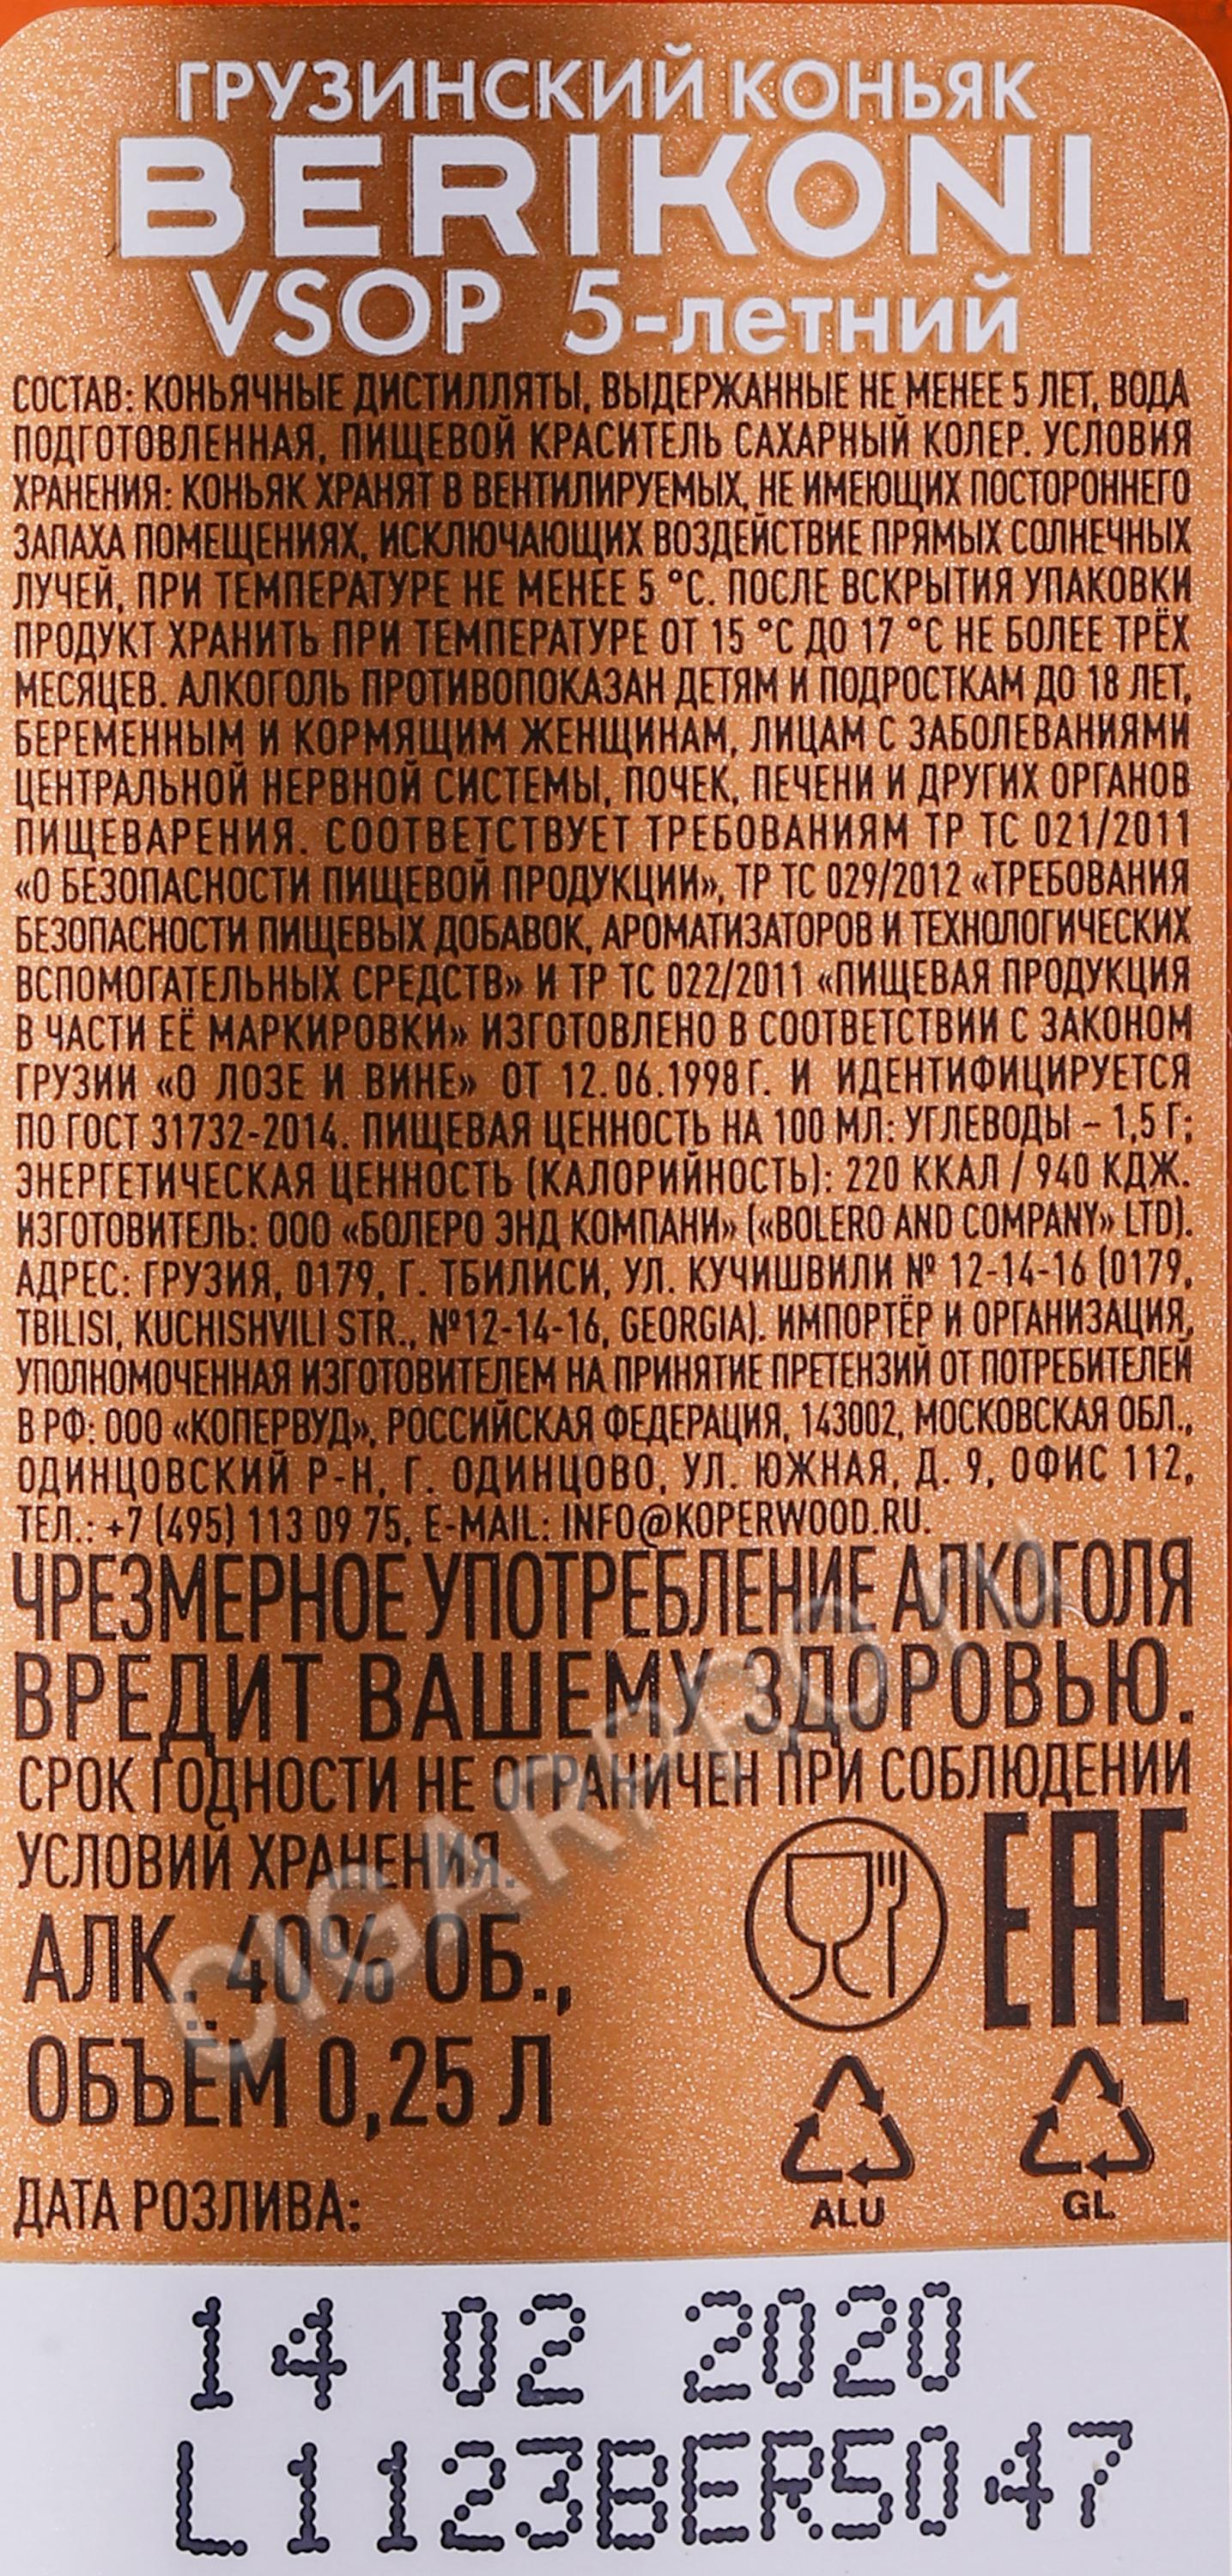 ГРУЗИНСКИЙ КОНЬЯК
BERIKONI
VSOP 5-летний
СОСТАВ: КОНЬЯЧНЫЕ ДИСТИЛЛЯТЫ, ВЫДЕРЖАННЫЕ НЕ МЕНЕЕ 5 ЛЕТ, ВОДА
ПОДГОТОВЛЕННАЯ, ПИЩЕВОЙ КРАСИТЕЛЬ САХАРНЫЙ КОЛЕР. УСЛОВИЯ
ХРАНЕНИЯ: КОНЬЯК ХРАНЯТ В ВЕНТИЛИРУЕМЫХ, НЕ ИМЕЮЩИХ ПОСТОРОННЕГО
ЗАПАХА ПОМЕЩЕНИЯХ, ИСКЛЮЧАЮЩИХ ВОЗДЕЙСТВИЕ ПРЯМЫХ СОЛНЕЧНЫХ
ЛУЧЕЙ, ПРИ ТЕМПЕРАТУРЕ НЕ МЕНЕЕ 5 °С. ПОСЛЕ ВСКРЫТИЯ УПАКОВКИ
ПРОДУКТ ХРАНИТЬ ПРИ ТЕМПЕРАТУРЕ ОТ 15 °С ДО 17 °С НЕ БОЛЕЕ ТРЁХ
МЕСЯЦЕВ. АЛКОГОЛЬ ПРОТИВОПОКАЗАН ДЕТЯМ И ПОДРОСТКАМ ДО 18 ЛЕТ,
БЕРЕМЕННЫМ И КОРМЯЩИМ ЖЕНЩИНАМ, ЛИЦАМ С ЗАБОЛЕВАНИЯМИ
ЦЕНТРАЛЬНОЙ НЕРВНОЙ СИСТЕМЫ, ПОЧЕК, ПЕЧЕНИ И ДРУГИХ ОРГАНОВ
ПИЩЕВАРЕНИЯ. СООТВЕТСТВУЕТ ТРЕБОВАНИЯМ ТР ТС 021/2011
«О БЕЗОПАСНОСТИ ПИЩЕВОЙ ПРОДУКЦИИ», ТР ТС 029/2012 «ТРЕБОВАНИЯ
БЕЗОПАСНОСТИ ПИЩЕВЫХ ДОБАВОК, АРОМАТИЗАТОРОВ И ТЕХНОЛОГИЧЕСКИХ
ВСПОМОГАТЕЛЬНЫХ СРЕДСТВ» И ТР ТС 022/2011 «ПИЩЕВАЯ ПРОДУКЦИЯ
В ЧАСТИ ЕЁ МАРКИРОВКИ» ИЗГОТОВЛЕНО В СООТВЕТСТВИИ С ЗАКОНОМ
ГРУЗИИ «О ЛОЗЕ И ВИНЕ» ОТ 12.06.1998 Г. И ИДЕНТИФИЦИРУЕТСЯ
ПО ГОСТ 31732-2014. ПИЩЕВАЯ ЦЕННОСТЬ НА 100 МЛ: УГЛЕВОДЫ – 1,5 Г;
ЭНЕРГЕТИЧЕСКАЯ ЦЕННОСТЬ (КАЛОРИЙНОСТЬ): 220 ККАЛ / 940 КДЖ.
ИЗГОТОВИТЕЛЬ: ООО «БОЛЕРО ЭНД КОМПАНИ» («BOLERO AND COMPANY» LTD).
АДРЕС: ГРУЗИЯ, 0179, Г. ТБИЛИСИ, УЛ. КУЧИШВИЛИ № 12-14-16 (0179,
TBILISI, KUCHISHVILI STR., №12-14-16, GEORGIA). ИМПОРТЁР И ОРГАНИЗАЦИЯ,
УПОЛНОМОЧЕННАЯ ИЗГОТОВИТЕЛЕМ НА ПРИНЯТИЕ ПРЕТЕНЗИЙ ОТ ПОТРЕБИТЕЛЕЙ
В РФ: ООО «КОПЕРВУД», РОССИЙСКАЯ ФЕДЕРАЦИЯ, 143002, МОСКОВСКАЯ ОБЛ.,
ОДИНЦОВСКИЙ Р-Н, Г. ОДИНЦОВО, УЛ. ЮЖНАЯ, Д. 9, ОФИС 112,
ТЕЛ.: +7 (495) 113 09 75, E-MAIL: INFO@KOPERWOOD.RU.
ЧРЕЗМЕРНОЕ УПОТРЕБЛЕНИЕ АЛКОГОЛЯ
ВРЕДИТ ВАШЕМУ ЗДОРОВЬЮ.
СРОК ГОДНОСТИ НЕ ОГРАНИЧЕН ПРИ СОБЛЮДЕНИИ
УСЛОВИЙ ХРАНЕНИЯ.
АЛК. 40% ОБ.,
ОБЪЁМ 0,25 Л
EAC
ALU
GL
CIGARPRO.RU
ДАТА РОЗЛИВА:
14 02 2020
L1123BER5047